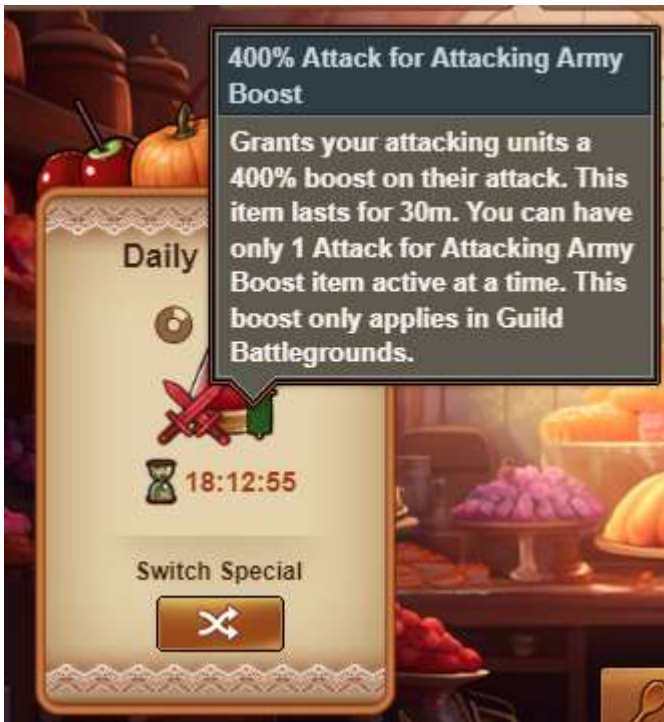 400% Attack for Attacking Army
Boost
Grants your attacking units a
400% boost on their attack. This
item lasts for 30m. You can have
only 1 Attack for Attacking Army
Boost item active at a time. This
boost only applies in Guild
Battlegrounds.
Daily
18:12:55
Switch Special